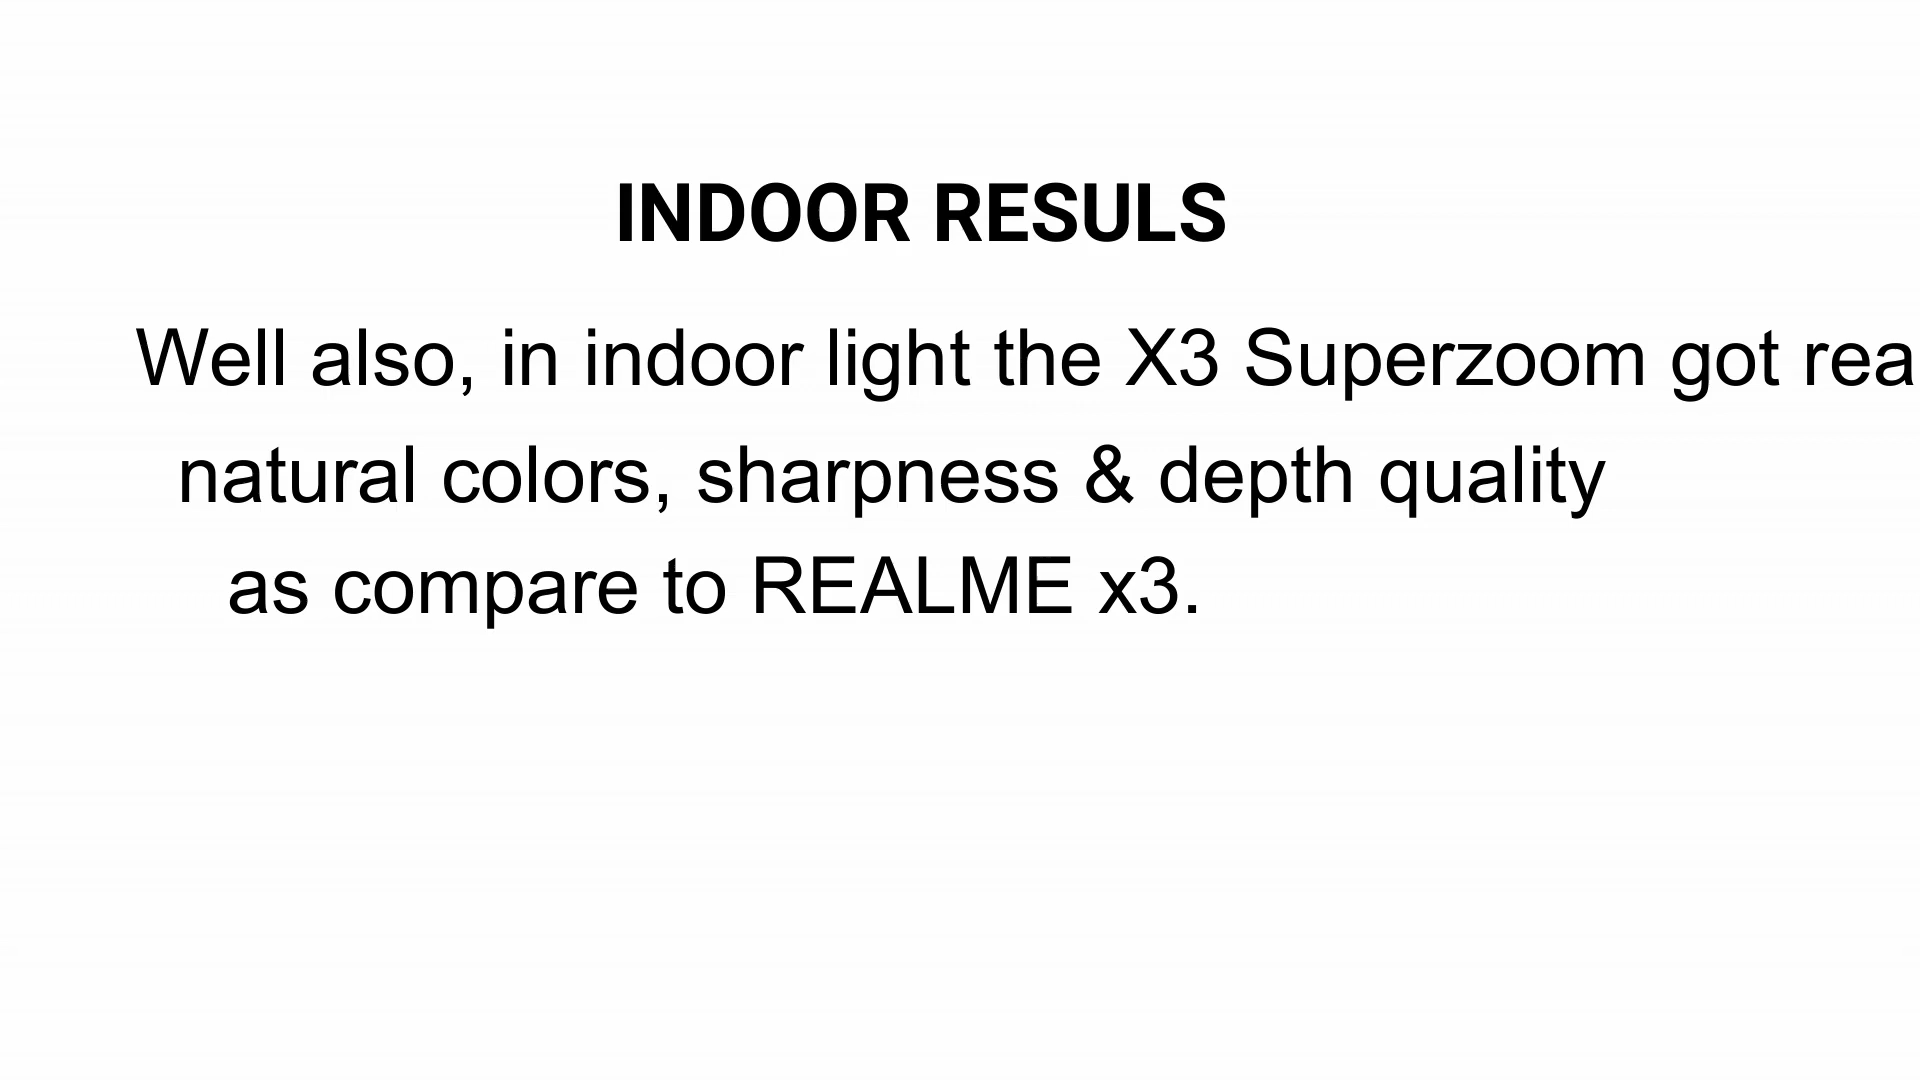 INDOOR RESULS
Well also, in indoor light the X3 Superzoom got rea
natural colors, sharpness & depth quality
as compare to REALME x3.